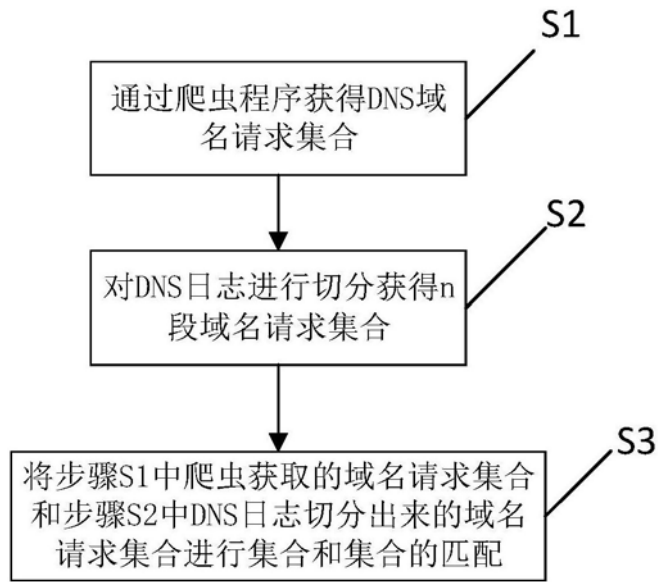 S1
通过爬虫程序获得DNS域
名请求集合
S2
对DNS日志进行切分获得n
段域名请求集合
S3
将步骤S1中爬虫获取的域名请求集合
和步骤S2中DNS日志切分出来的域名
请求集合进行集合和集合的匹配